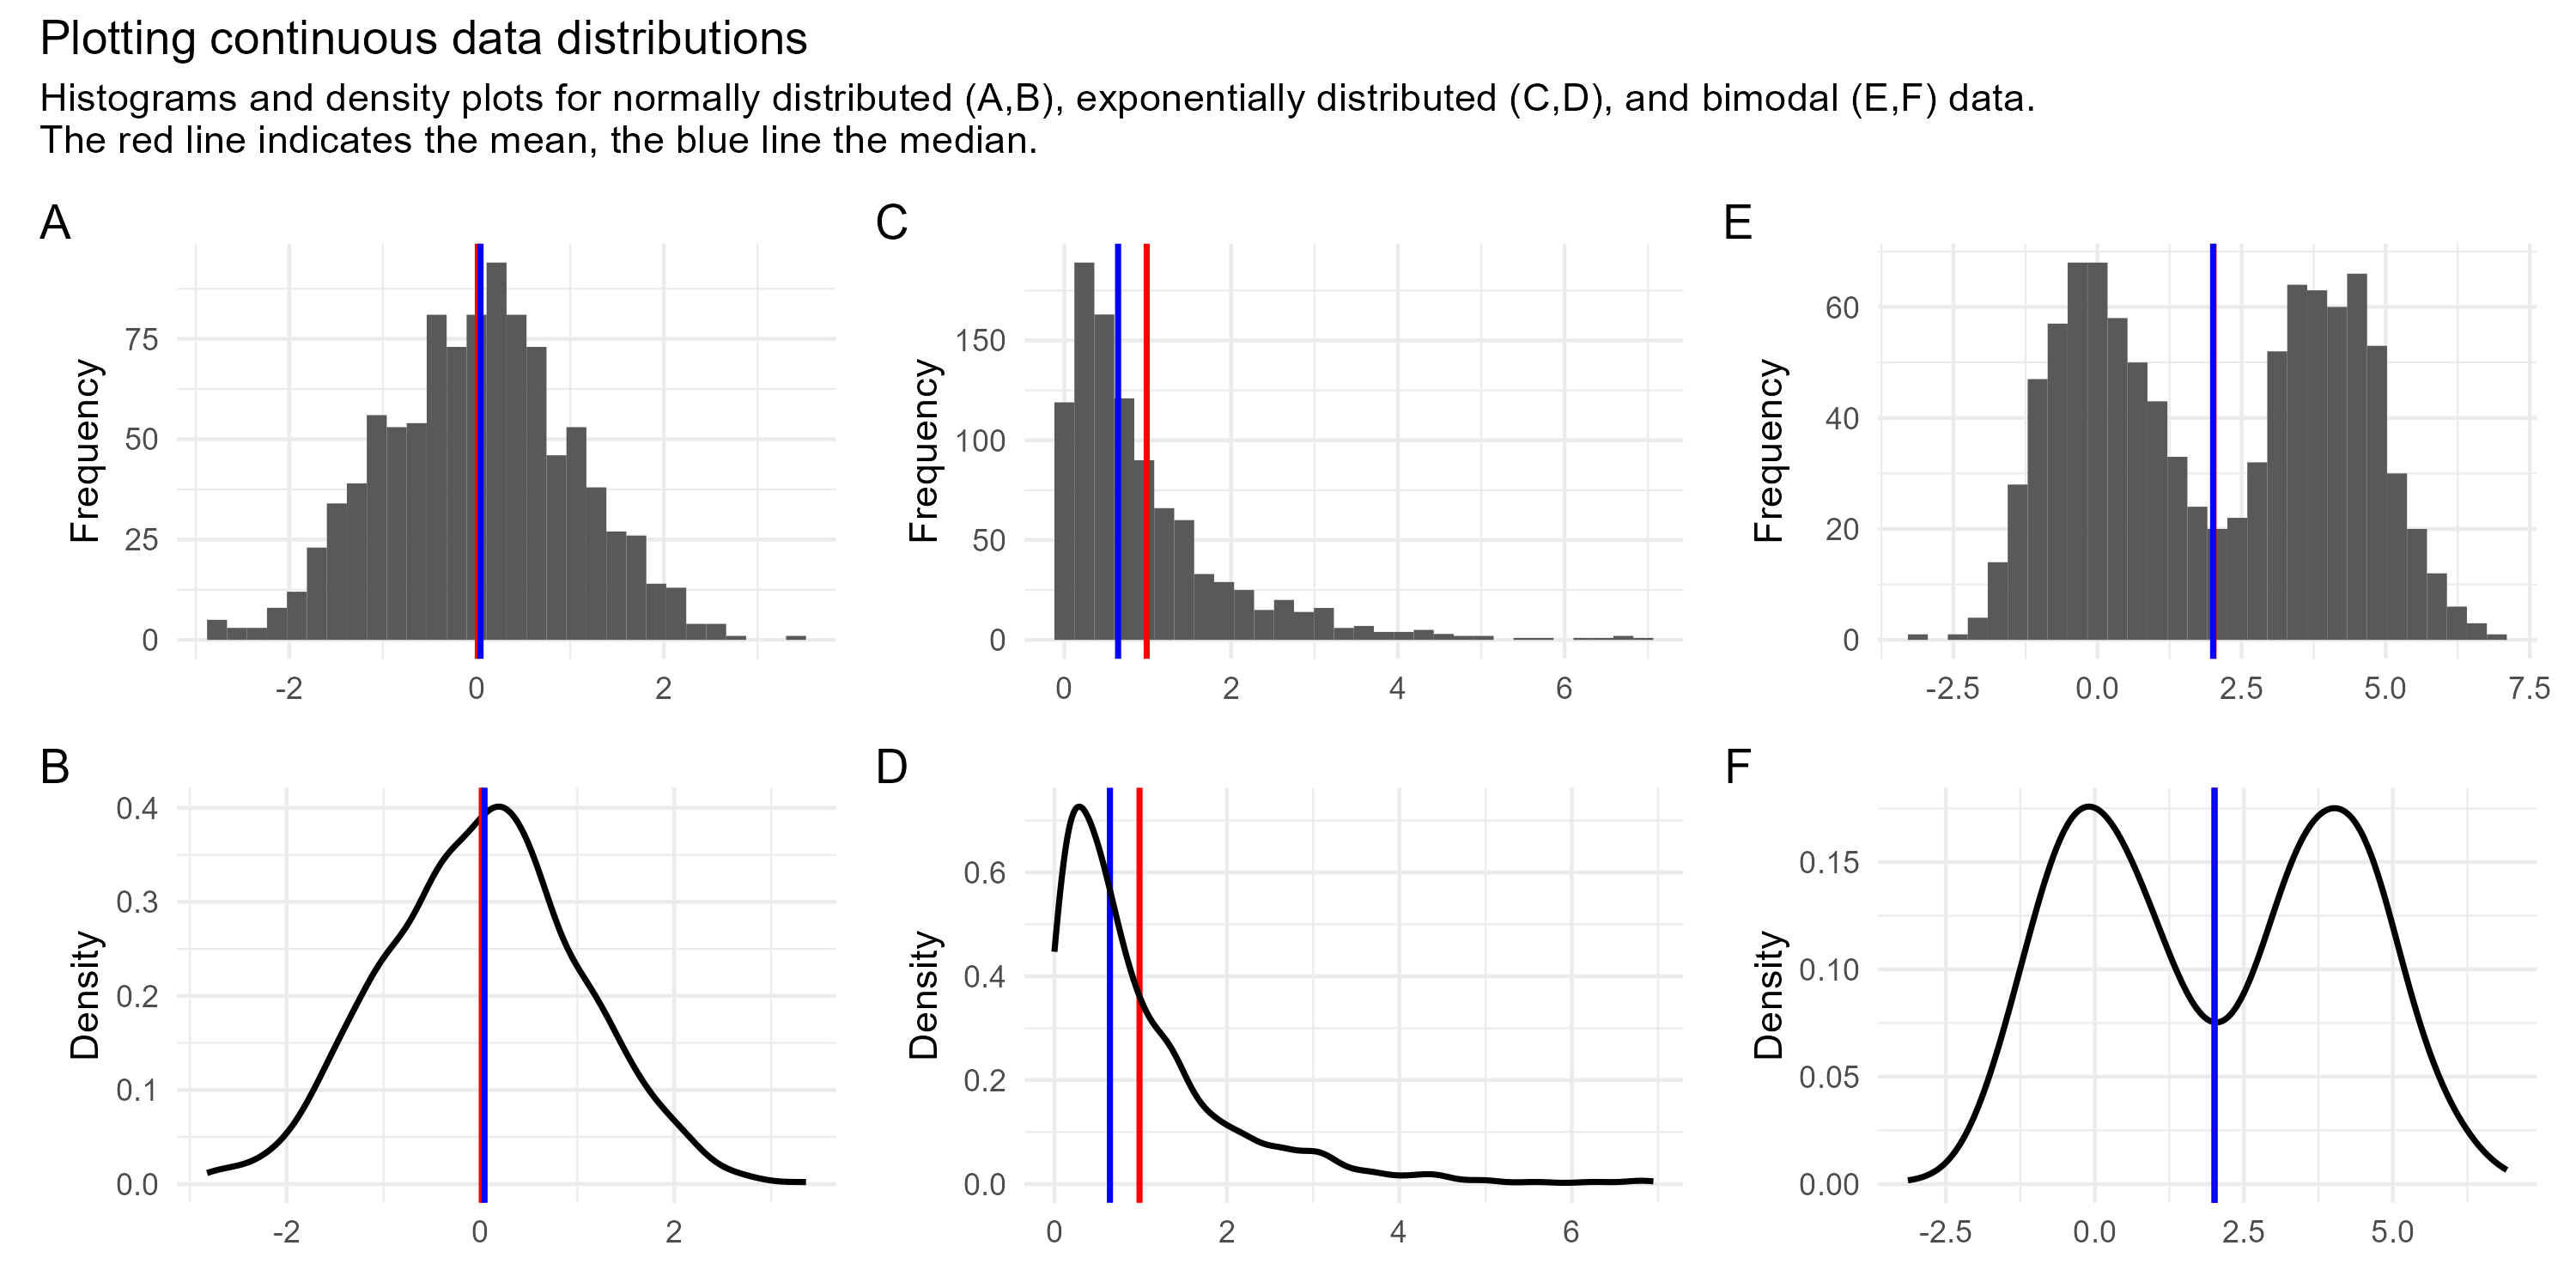 Plotting continuous data distributions
Histograms and density plots for normally distributed (A,B), exponentially distributed (C,D), and bimodal (E,F) data.
The red line indicates the mean, the blue line the median.
A
Frequency
75
50
25
0
-2 0 2
C
Frequency
150
100
50
0
0 2 4 6
E
Frequency
60
40
20
0
-2.5 0.0 2.5 5.0 7.5
B
Density
0.4
0.3
0.2
0.1
0.0
-2 0 2
D
Density
0.6
0.4
0.2
0.0
0 2 4 6
F
Density
0.15
0.10
0.05
0.00
-2.5 0.0 2.5 5.0